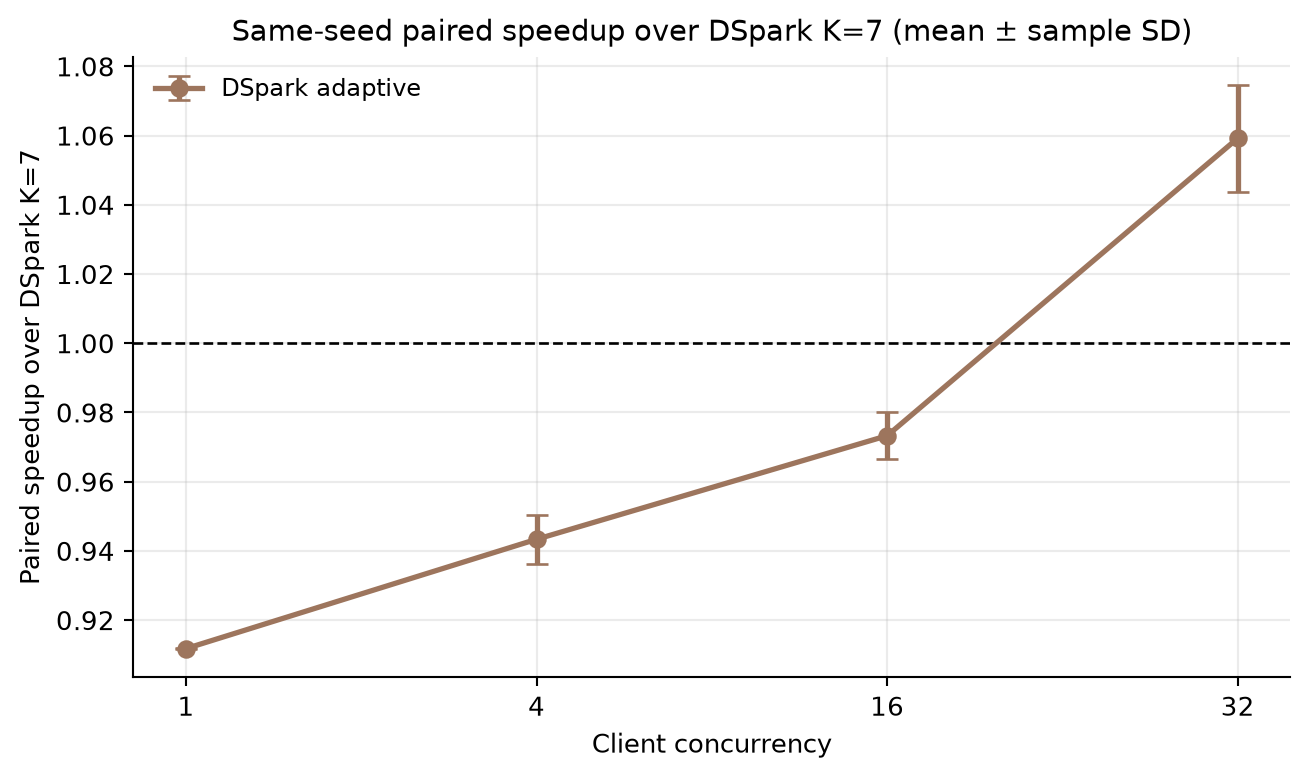 Same-seed paired speedup over DSpark K=7 (mean ± sample SD)
DSpark adaptive
Paired speedup over DSpark K=7
1.08
1.06
1.04
1.02
1.00
0.98
0.96
0.94
0.92
1 4 16 32
Client concurrency